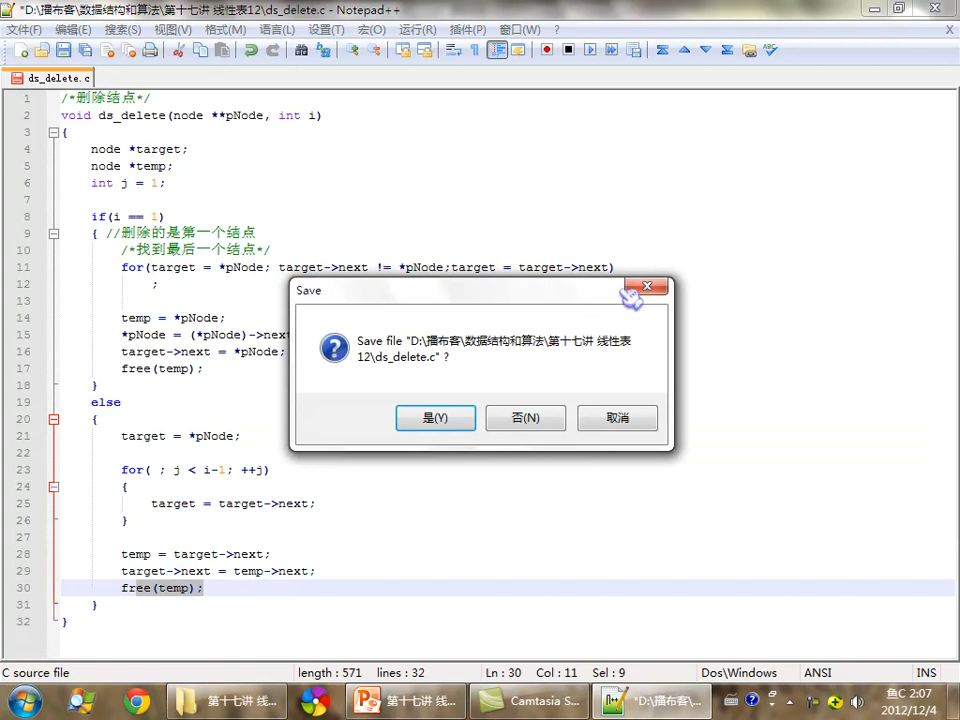 *D:\播布客\数据结构和算法\第十七讲 线性表12\ds_delete.c - Notepad++
文件(F) 编辑(E) 搜索(S) 视图(V) 格式(M) 语言(L) 设置(T) 宏(O) 运行(R) 插件(P) 窗口(W) ? X
ds_delete.c
1 /*删除结点*/
2 void ds_delete(node **pNode, int i)
3 {
4 node *target;
5 node *temp;
6 int j = 1;
7
8 if(i == 1)
9 { //删除的是第一个结点
10 /*找到最后一个结点*/
11 for(target = *pNode; target->next != *pNode;target = target->next)
12 ;
13
14 temp = *pNode;
15 *pNode = (*pNode)->next
16 target->next = *pNode;
17 free(temp);
18 }
19 else
20 {
21 target = *pNode;
22
23 for( ; j < i-1; ++j)
24 {
25 target = target->next;
26 }
27
28 temp = target->next;
29 target->next = temp->next;
30 free(temp);
31 }
32 }
Save
Save file "D:\播布客\数据结构和算法\第十七讲 线性表
12\ds_delete.c" ?
是(Y) 否(N) 取消
C source file length : 571 lines : 32 Ln : 30 Col : 11 Sel : 9 Dos\Windows ANSI INS
第十七讲 线... 第十七讲 线... Camtasia S... *D:\播布客\... 鱼C 2:07
2012/12/4